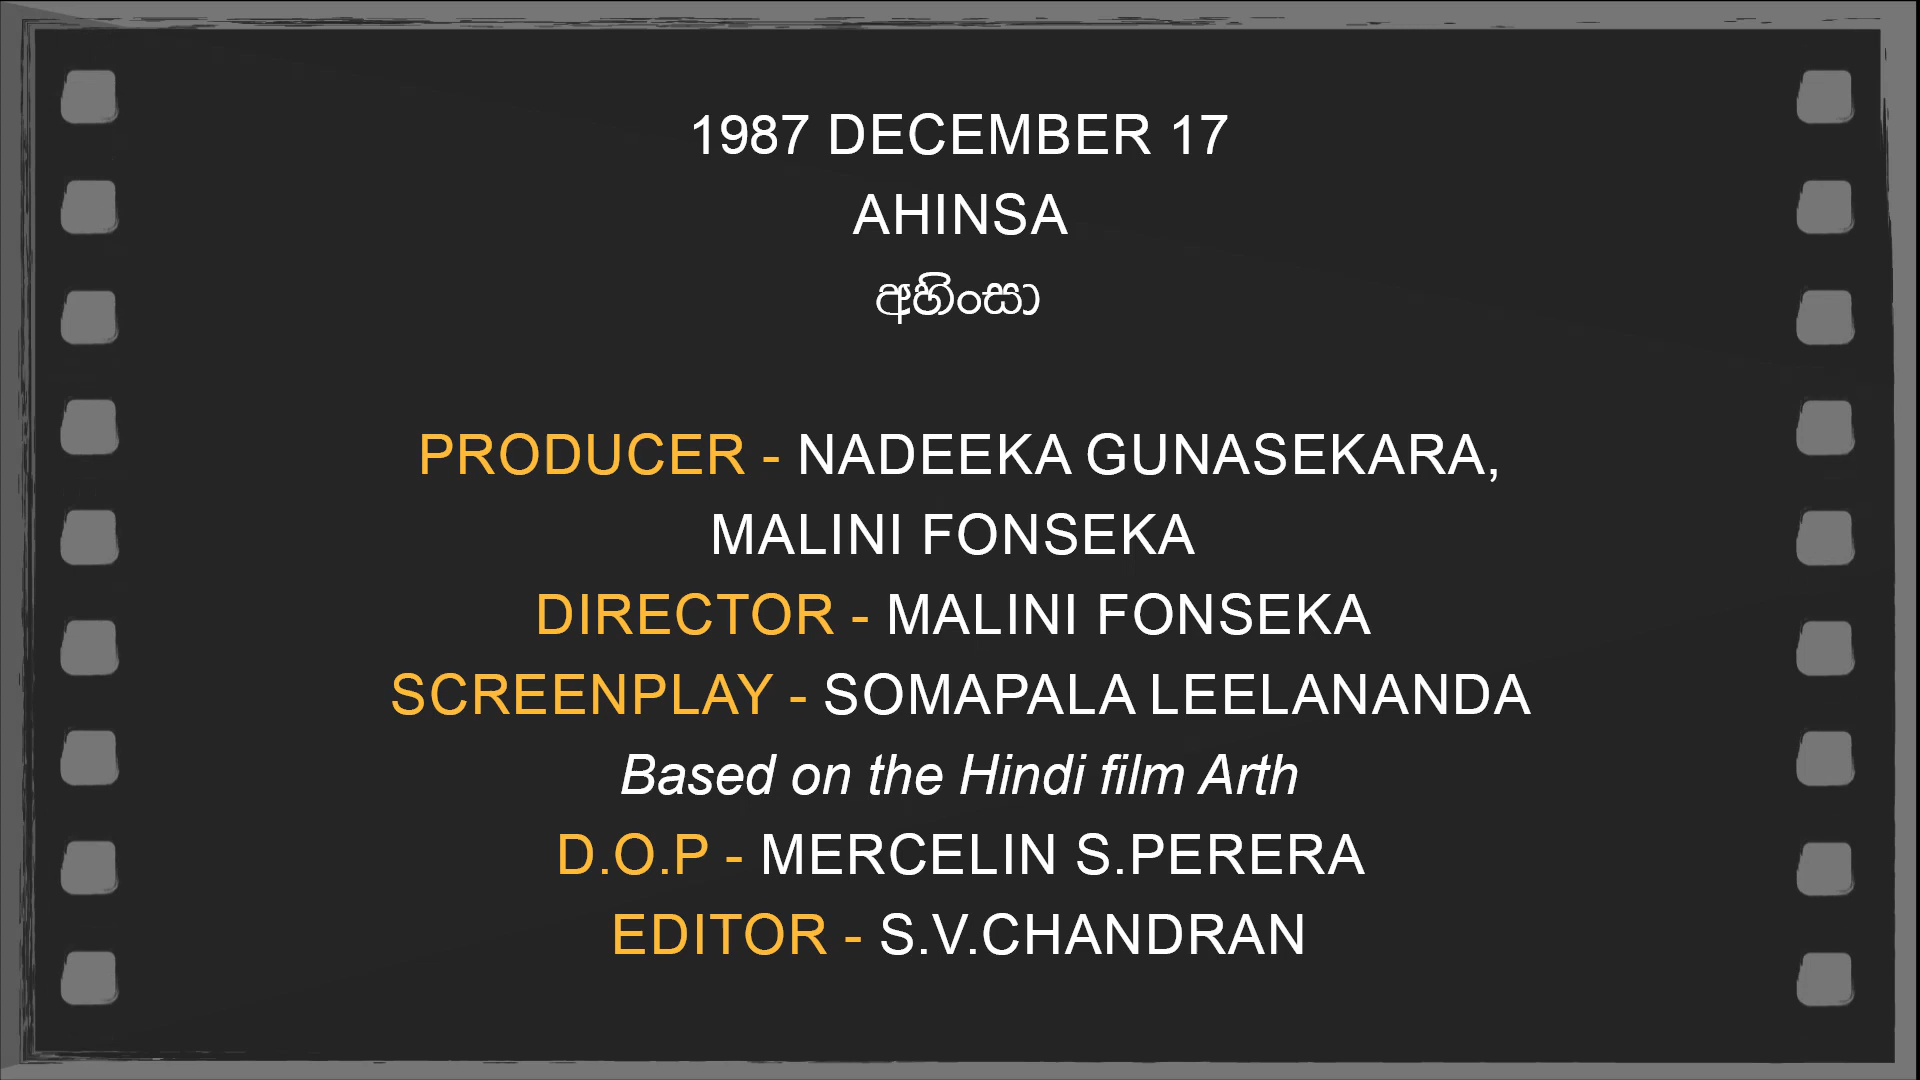 1987 DECEMBER 17
AHINSA
අහිංසා
PRODUCER - NADEEKA GUNASEKARA,
MALINI FONSEKA
DIRECTOR - MALINI FONSEKA
SCREENPLAY - SOMAPALA LEELANANDA
Based on the Hindi film Arth
D.O.P - MERCELIN S.PERERA
EDITOR - S.V.CHANDRAN